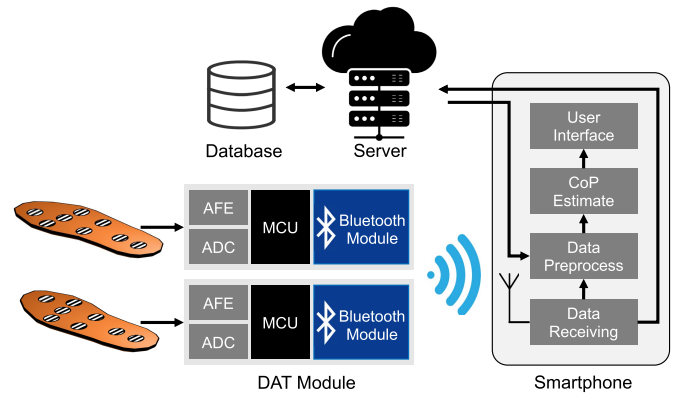 Database
Server
User
Interface
CoP
Estimate
Data
Preprocess
Data
Receiving
AFE
ADC
MCU
Bluetooth
Module
AFE
ADC
MCU
Bluetooth
Module
DAT Module
Smartphone